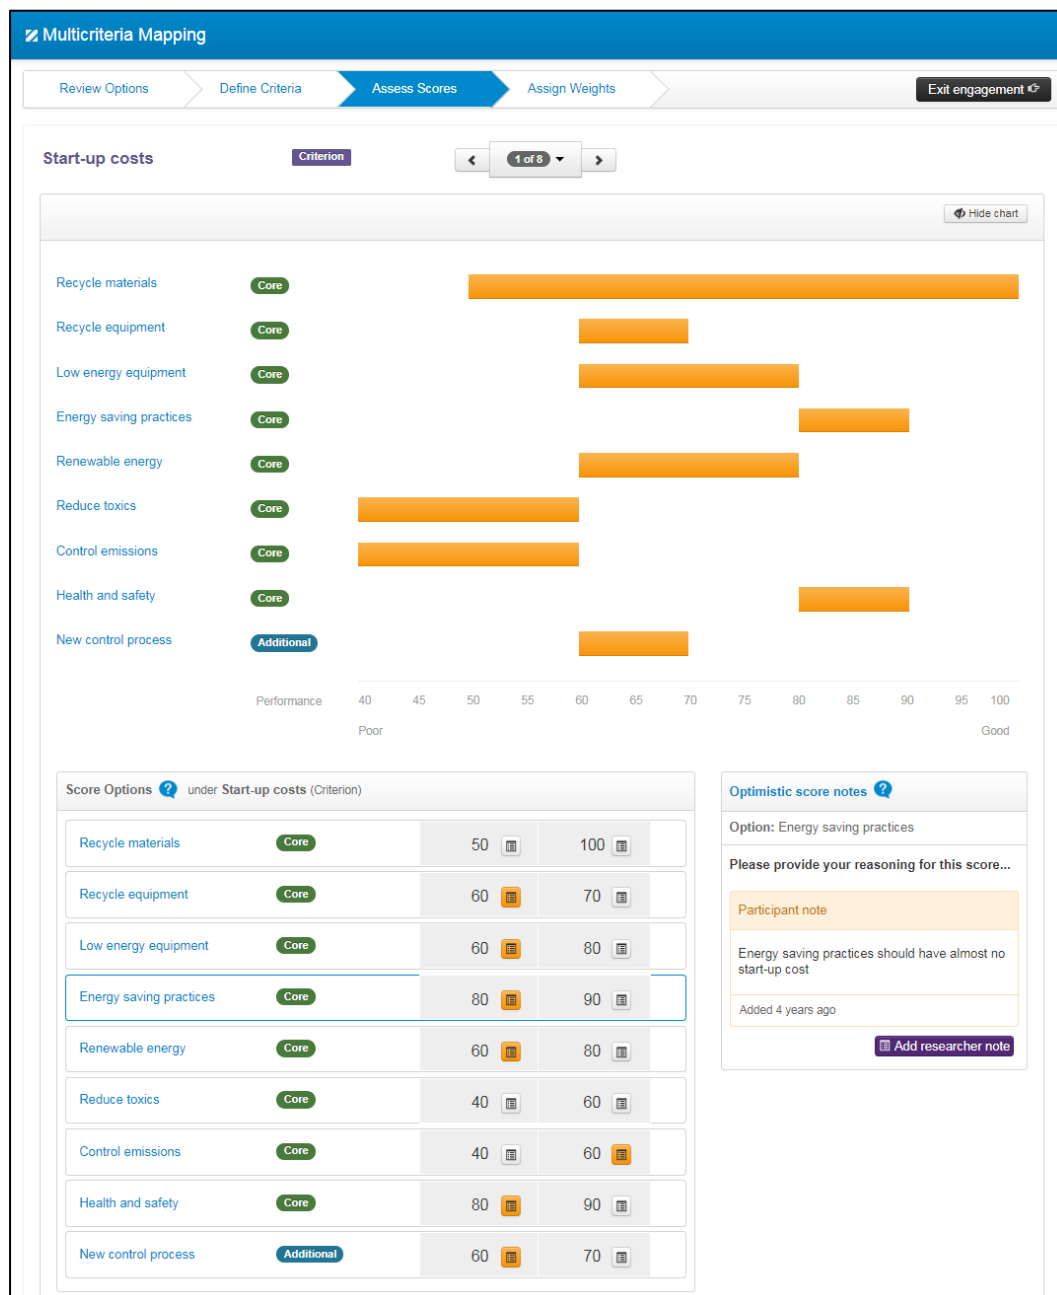 Multicriteria Mapping
Review Options Define Criteria Assess Scores Assign Weights Exit engagement
Start-up costs Criterion 1 of 8
Hide chart
Recycle materials Core
Recycle equipment Core
Low energy equipment Core
Energy saving practices Core
Renewable energy Core
Reduce toxics Core
Control emissions Core
Health and safety Core
New control process Additional
Performance 40 45 50 55 60 65 70 75 80 85 90 95 100
Poor Good
Score Options ? under Start-up costs (Criterion)
Recycle materials Core 50 100
Recycle equipment Core 60 70
Low energy equipment Core 60 80
Energy saving practices Core 80 90
Renewable energy Core 60 80
Reduce toxics Core 40 60
Control emissions Core 40 60
Health and safety Core 80 90
New control process Additional 60 70
Optimistic score notes ?
Option: Energy saving practices
Please provide your reasoning for this score...
Participant note
Energy saving practices should have almost no
start-up cost
Added 4 years ago
Add researcher note